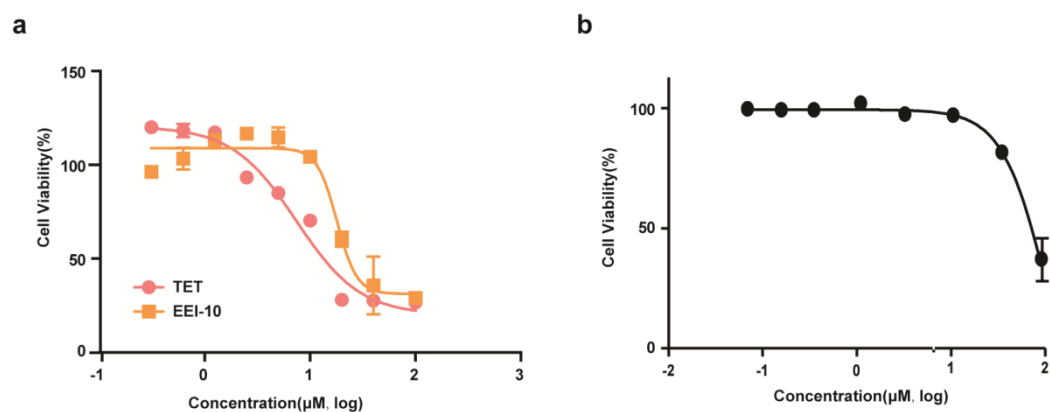 a
150
100
50
0
Cell Viability(%)
TET
EEI-10
-1
0
1
2
3
Concentration(μM, log)
b
100
50
0
Cell Viability(%)
-2
-1
0
1
2
Concentration(μM, log)